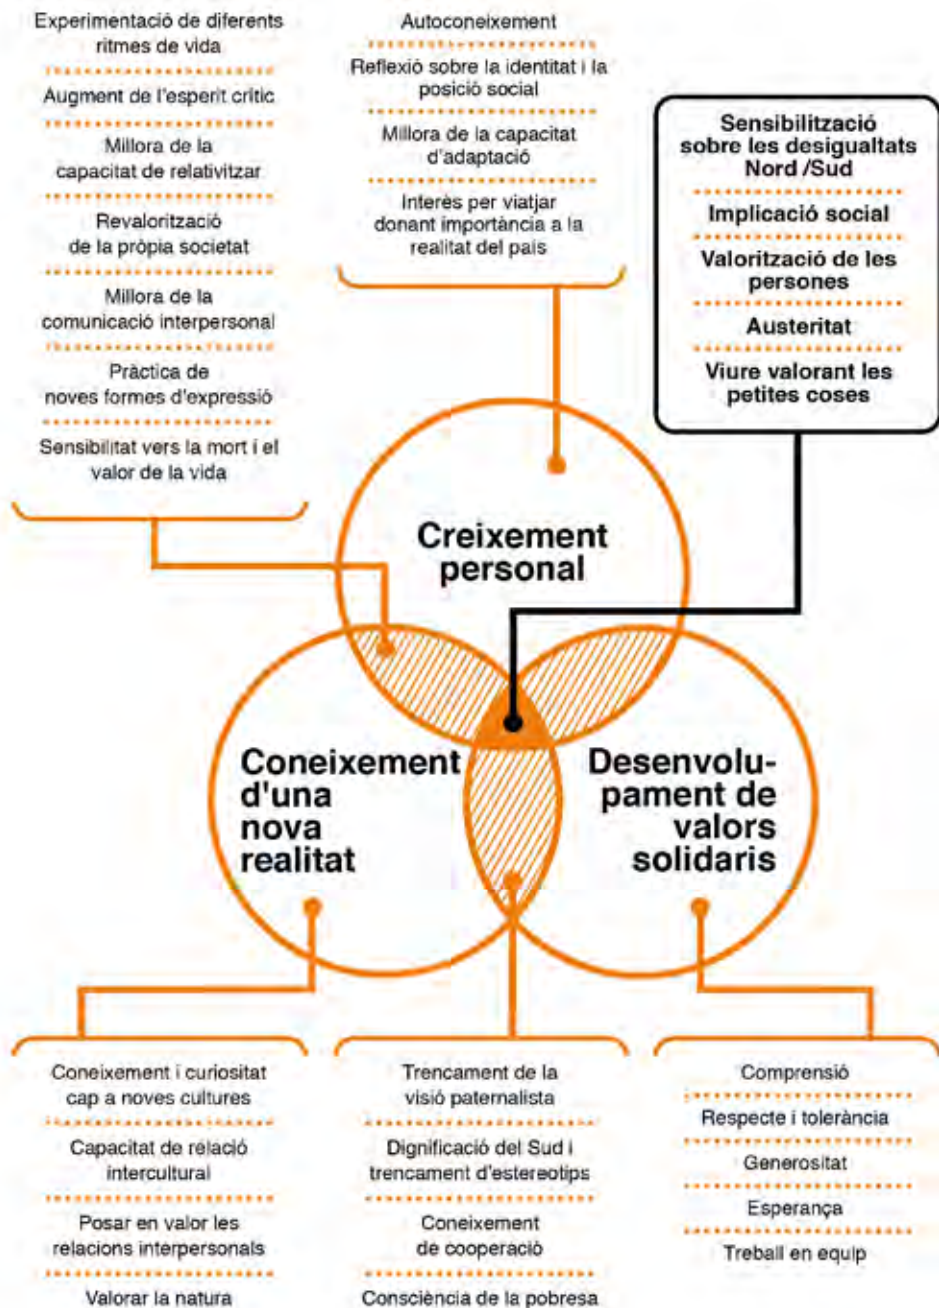 Experimentació de diferents
ritmes de vida
Augment de l'esperit crític
Millora de la
capacitat de relativitzar
Revalorització
de la pròpia societat
Millora de la
comunicació interpersonal
Pràctica de
noves formes d'expressió
Sensibilitat vers la mort i el
valor de la vida
Autoconeixement
Reflexió sobre la identitat i la
posició social
Millora de la capacitat
d'adaptació
Interès per viatjar
donant importància a la
realitat del país
Sensibilització
sobre les desigualtats
Nord /Sud
Implicació social
Valorització de les
persones
Austeritat
Viure valorant les
petites coses
Creixement
personal
Coneixement
d'una
nova
realitat
Desenvolu-
pament de
valors
solidaris
Coneixement i curiositat
cap a noves cultures
Capacitat de relació
intercultural
Posar en valor les
relacions interpersonals
Valorar la natura
Trencament de la
visió paternalista
Dignificació del Sud i
trencament d'estereotips
Coneixement
de cooperació
Consciència de la pobresa
Comprensió
Respecte i tolerància
Generositat
Esperança
Treball en equip